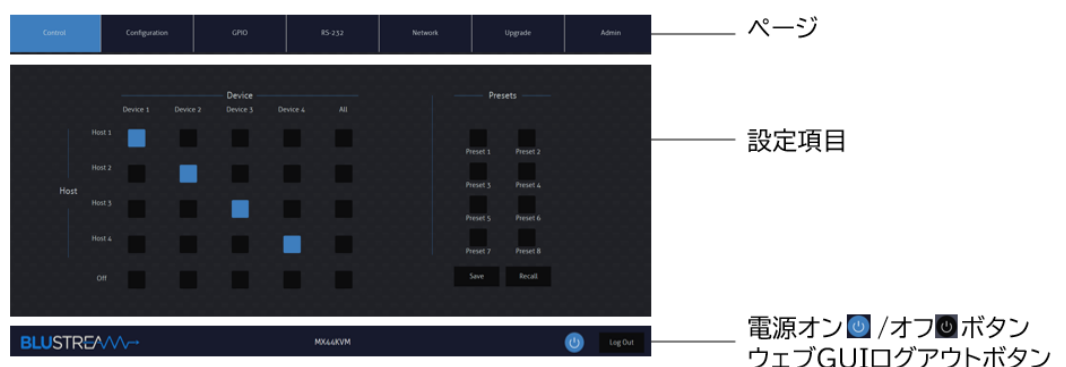 Control Configuration GPIO RS-232 Network Upgrade Admin
ページ
Device
Device 1 Device 2 Device 3 Device 4 All
Presets
Host 1
Host 2
Host
Host 3
Host 4
Off
Preset 1 Preset 2
Preset 3 Preset 4
Preset 5 Preset 6
Preset 7 Preset 8
Save Recall
設定項目
BLUSTREAM
MX44KVM
Log Out
電源オン /オフ ボタン
ウェブGUIログアウトボタン